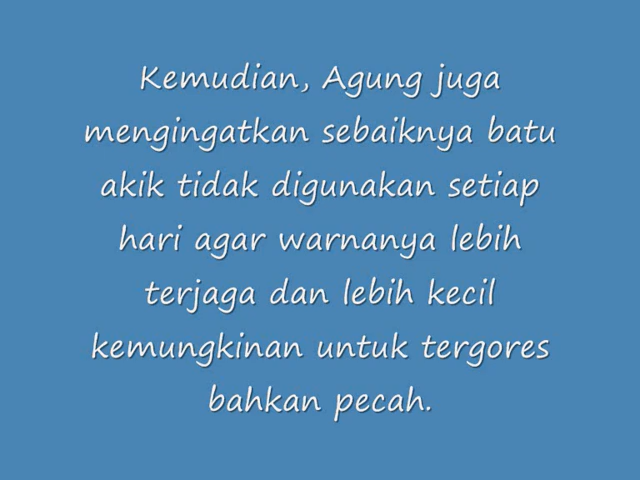 Kemudian, Agung juga
mengingatkan sebaiknya batu
akik tidak digunakan setiap
hari agar warnanya lebih
terjaga dan lebih kecil
kemungkinan untuk tergores
bahkan pecah.